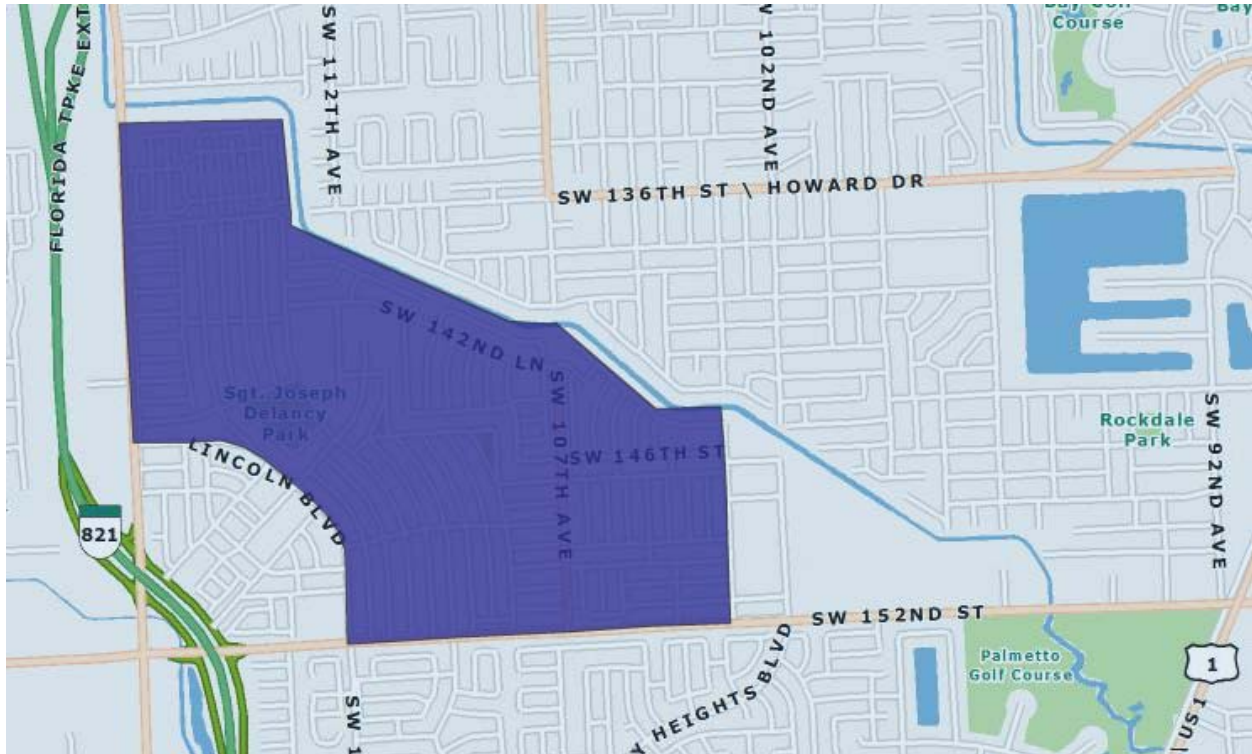 Course
Bay
FLORIDA TPKE EXT
SW 112TH AVE
102ND AVE
SW 136TH ST \ HOWARD DR
SW 142ND LN
Sgt. Joseph
Delancy
Park
SW 107TH AVE
SW 146TH ST
Rockdale
Park
SW 92ND AVE
LINCOLN BLVD
821
SW 152ND ST
Palmetto
Golf Course
1
US 1
HEIGHTS BLVD
SW 1